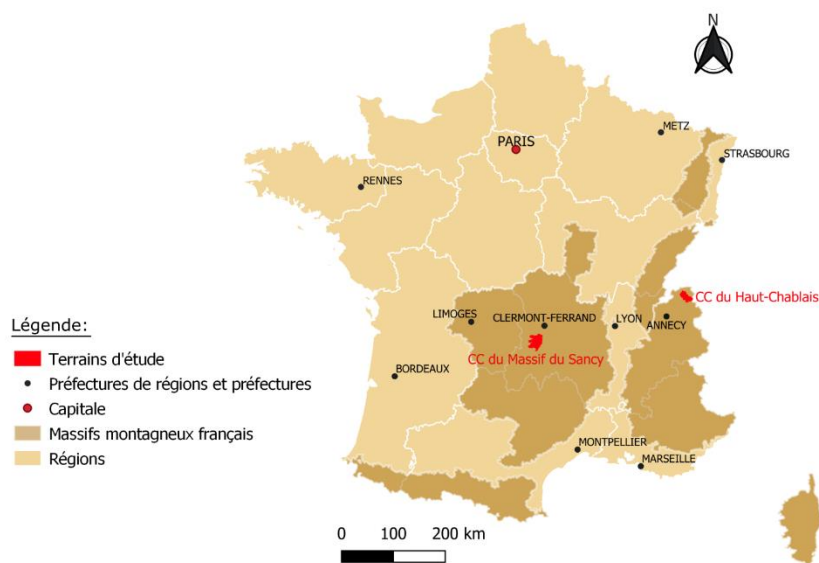 N
PARIS
METZ
STRASBOURG
RENNES
CC du Haut-Chablais
LIMOGES
CLERMONT-FERRAND
LYON
ANNECY
CC du Massif du Sancy
BORDEAUX
MONTPELLIER
MARSEILLE
Légende:
Terrains d'étude
Préfectures de régions et préfectures
Capitale
Massifs montagneux français
Régions
0 100 200 km